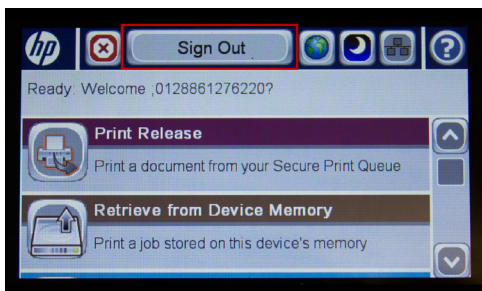 hp
Sign Out
?
Ready: Welcome ;0128861276220?
Print Release
Print a document from your Secure Print Queue
Retrieve from Device Memory
Print a job stored on this device's memory